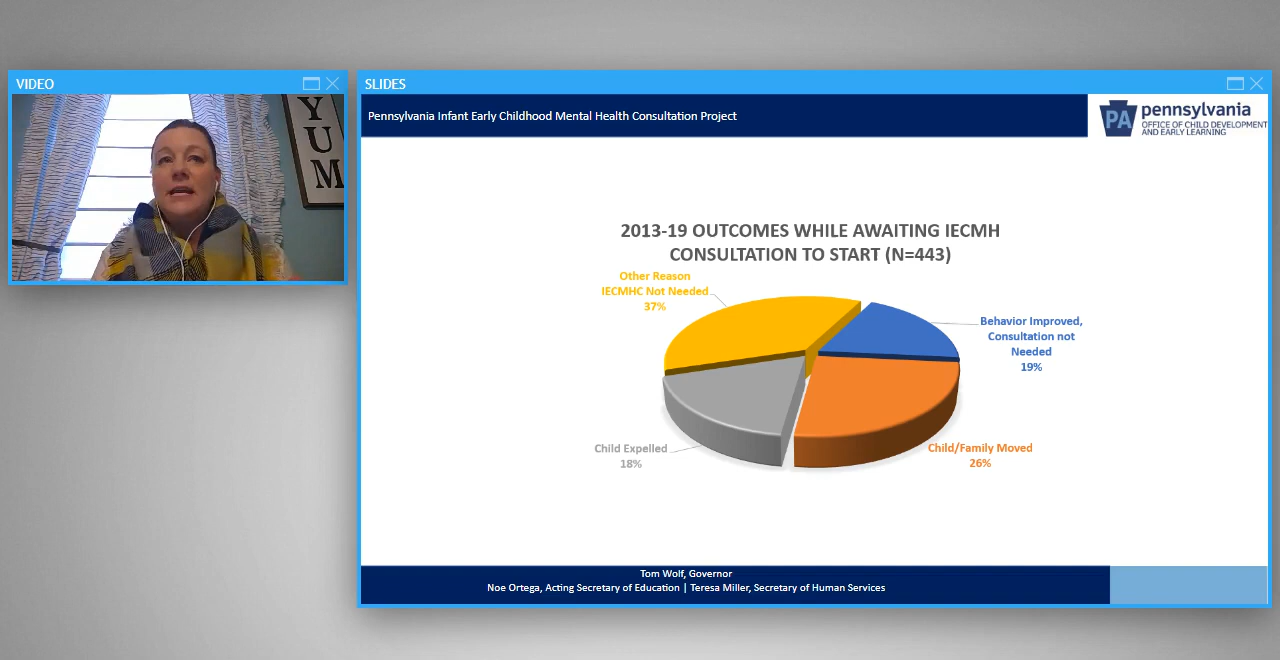 VIDEO
YUM
SLIDES
Pennsylvania Infant Early Childhood Mental Health Consultation Project
PA
pennsylvania
OFFICE OF CHILD DEVELOPMENT
AND EARLY LEARNING
2013-19 OUTCOMES WHILE AWAITING IECMH
CONSULTATION TO START (N=443)
Other Reason
IECMHC Not Needed
37%
Behavior Improved,
Consultation not
Needed
19%
Child Expelled
18%
Child/Family Moved
26%
Tom Wolf, Governor
Noe Ortega, Acting Secretary of Education | Teresa Miller, Secretary of Human Services